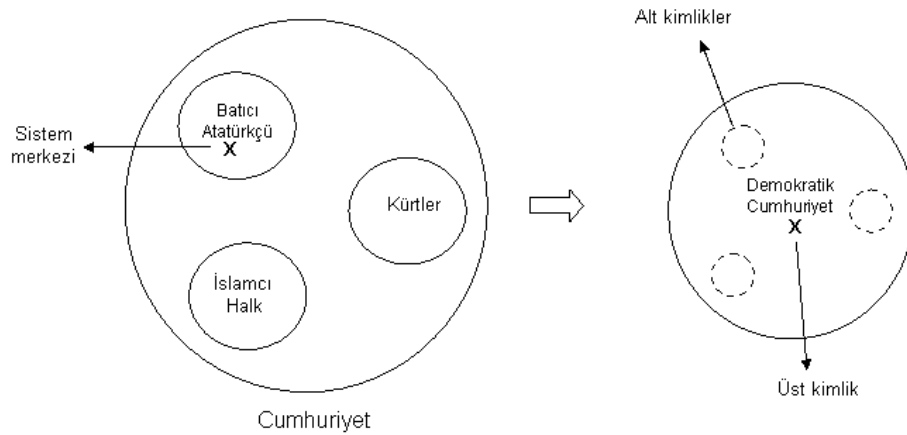 Alt kimlikler
Batıcı
Atatürkçü
X
Sistem
merkezi
Kürtler
İslamcı
Halk
Cumhuriyet
Demokratik
Cumhuriyet
X
Üst kimlik